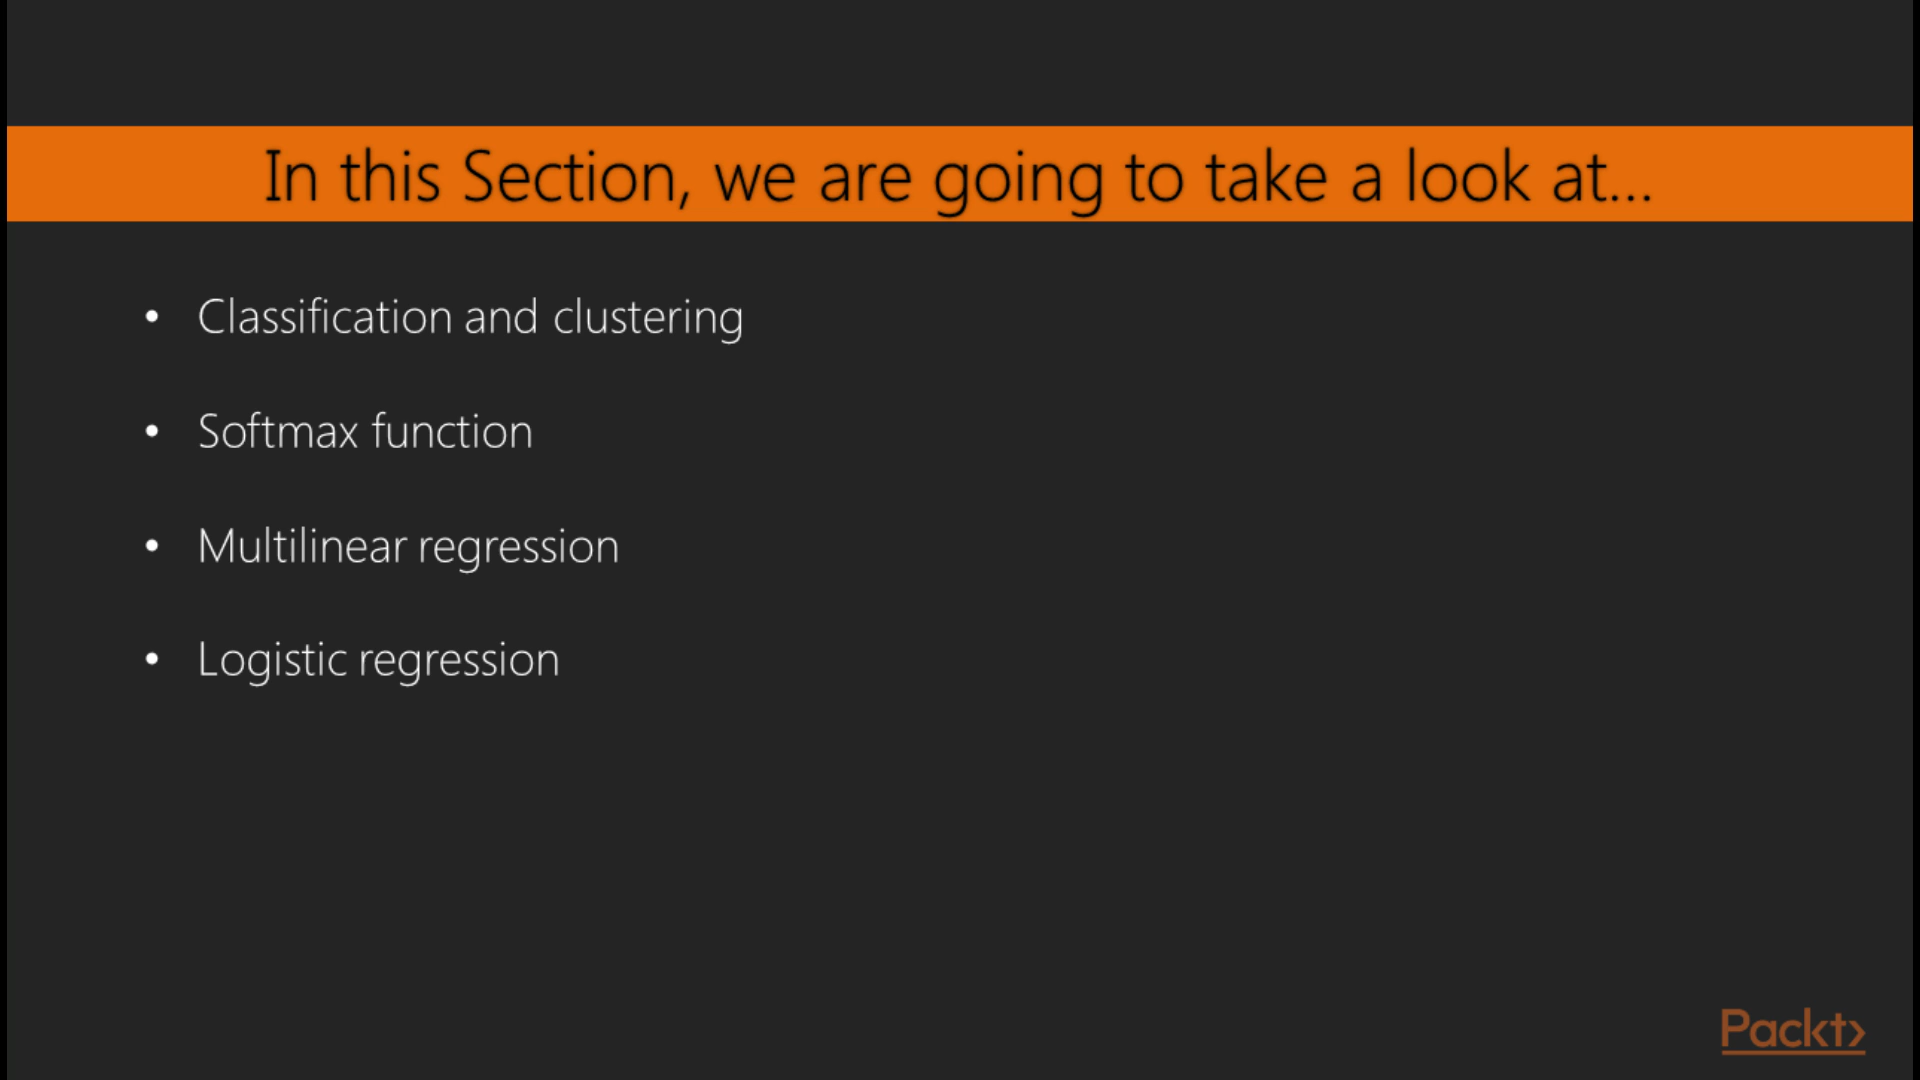 In this Section, we are going to take a look at...
• Classification and clustering
• Softmax function
• Multilinear regression
• Logistic regression
Packt>